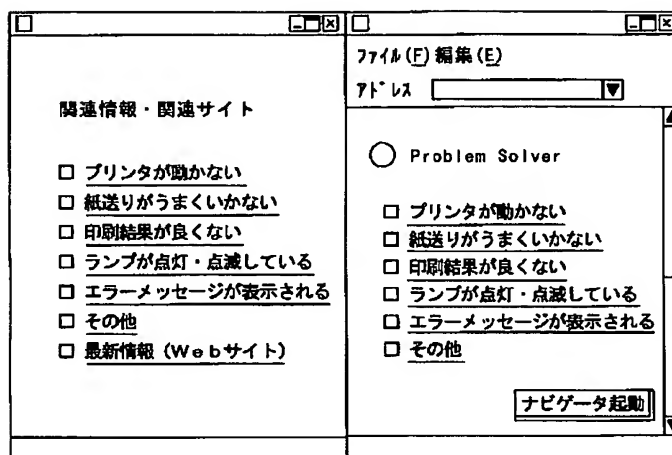 関連情報・関連サイト
プリンタが動かない
紙送りがうまくいかない
印刷結果が良くない
ランプが点灯・点滅している
エラーメッセージが表示される
その他
最新情報（Ｗｅｂサイト）
ファイル(F) 編集(E)
アドレス
Problem Solver
プリンタが動かない
紙送りがうまくいかない
印刷結果が良くない
ランプが点灯・点滅している
エラーメッセージが表示される
その他
ナビゲータ起動